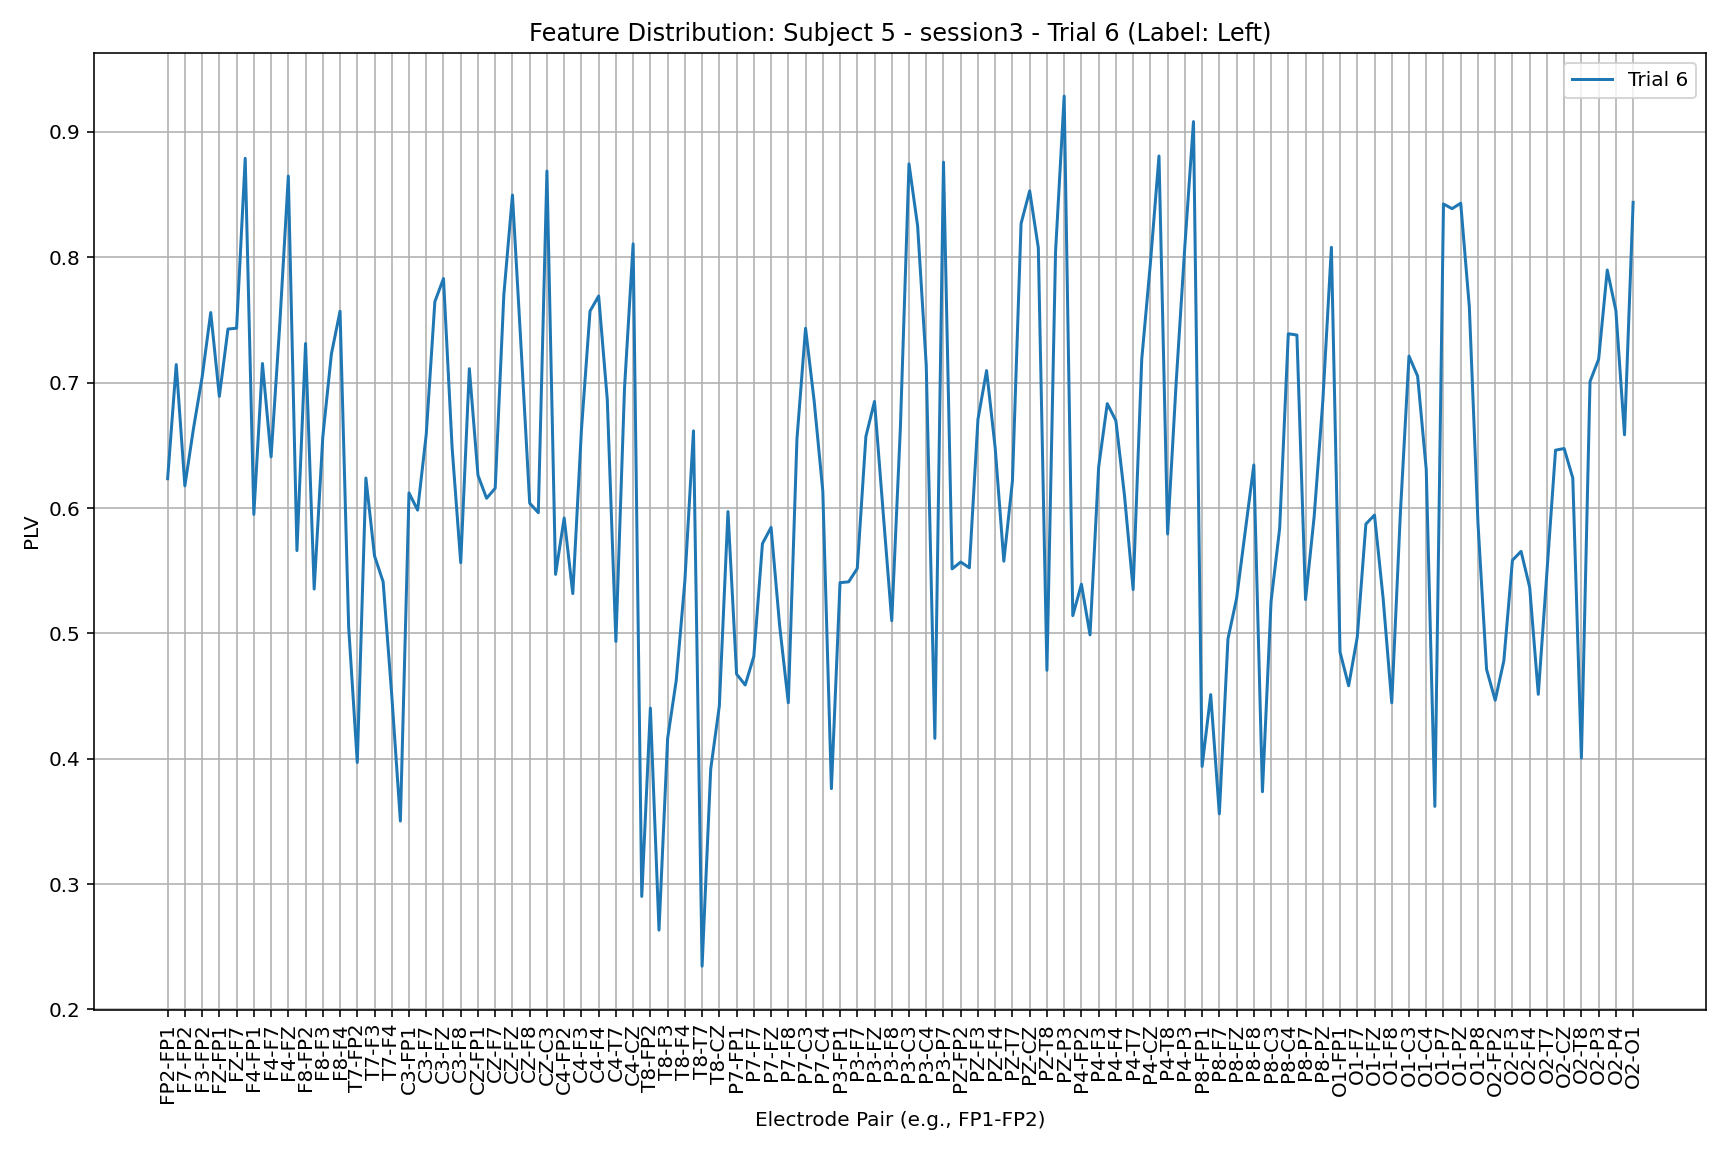 Feature Distribution: Subject 5 - session3 - Trial 6 (Label: Left)
Trial 6
0.9
0.8
0.7
0.6
0.5
0.4
0.3
0.2
PLV
FP2-FP1
F7-FP2
F3-FP2
FZ-FP1
FZ-F7
F4-FP1
F4-F7
F4-FZ
F8-FP2
F8-F3
F8-F4
T7-FP2
T7-F3
T7-F4
C3-FP1
C3-F7
C3-FZ
C3-F8
CZ-FP1
CZ-F7
CZ-FZ
CZ-F8
CZ-C3
C4-FP2
C4-F3
C4-F4
C4-T7
C4-CZ
T8-FP2
T8-F3
T8-F4
T8-T7
T8-CZ
P7-FP1
P7-F7
P7-FZ
P7-F8
P7-C3
P7-C4
P3-FP1
P3-F7
P3-FZ
P3-F8
P3-C3
P3-C4
P3-P7
PZ-FP2
PZ-F3
PZ-F4
PZ-T7
PZ-CZ
PZ-T8
PZ-P3
P4-FP2
P4-F3
P4-F4
P4-T7
P4-CZ
P4-T8
P4-P3
P8-FP1
P8-F7
P8-FZ
P8-F8
P8-C3
P8-C4
P8-P7
P8-PZ
O1-FP1
O1-F7
O1-FZ
O1-F8
O1-C3
O1-C4
O1-P7
O1-PZ
O1-P8
O2-FP2
O2-F3
O2-F4
O2-T7
O2-CZ
O2-T8
O2-P3
O2-P4
O2-O1
Electrode Pair (e.g., FP1-FP2)